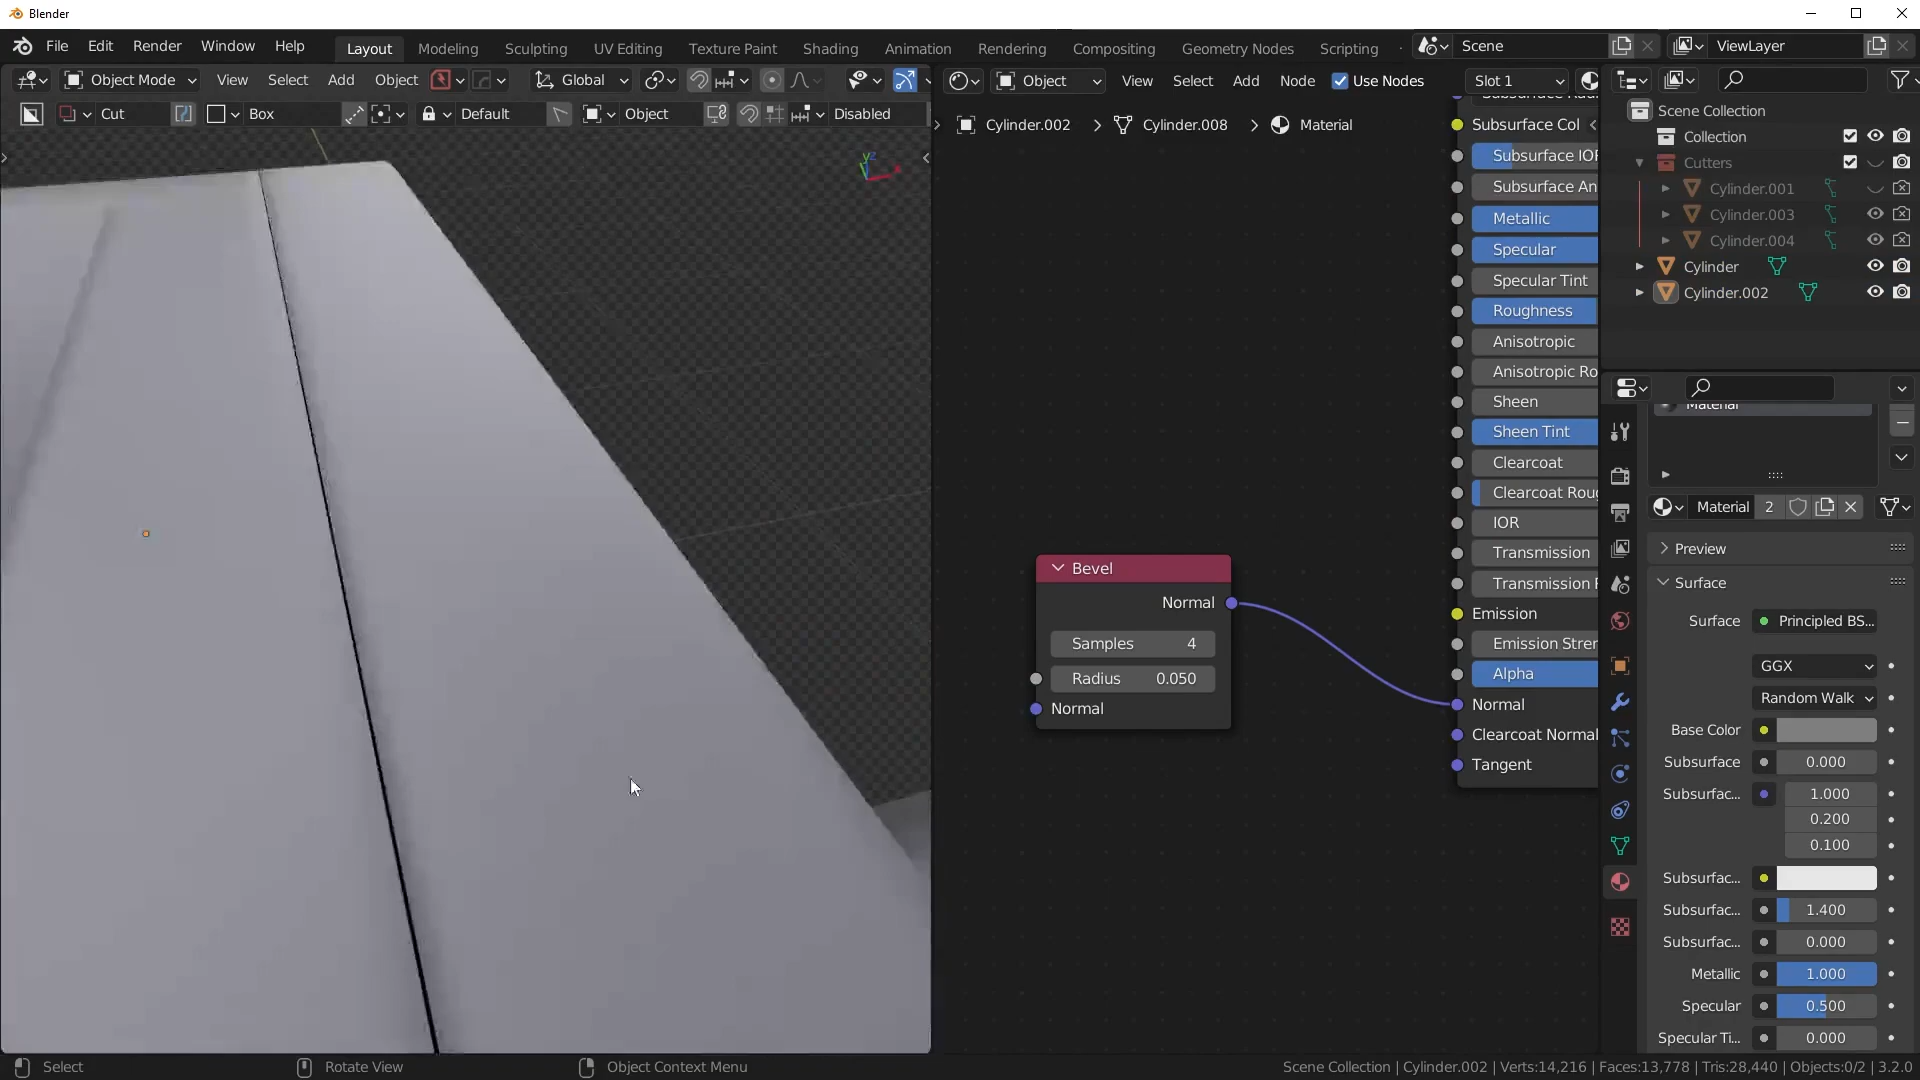 Blender
File Edit Render Window Help
Layout Modeling Sculpting UV Editing Texture Paint Shading Animation Rendering Compositing Geometry Nodes Scripting
Scene
ViewLayer
Object Mode View Select Add Object Global
Object View Select Add Node Use Nodes Slot 1
Cut Box Default Object Disabled
Cylinder.002 > Cylinder.008 > Material
Subsurface Col
Subsurface IOR
Subsurface An
Metallic
Specular
Specular Tint
Roughness
Anisotropic
Anisotropic Ro
Sheen
Sheen Tint
Clearcoat
Clearcoat Roug
IOR
Transmission
Transmission R
Emission
Emission Stren
Alpha
Normal
Clearcoat Normal
Tangent
Bevel
Normal
Samples 4
Radius 0.050
Normal
Scene Collection
Collection
Cutters
Cylinder.001
Cylinder.003
Cylinder.004
Cylinder
Cylinder.002
Material
Material 2
Preview
Surface
Surface Principled BS...
GGX
Random Walk
Base Color
Subsurface 0.000
Subsurfac... 1.000
0.200
0.100
Subsurfac...
Subsurfac... 1.400
Subsurfac... 0.000
Metallic 1.000
Specular 0.500
Specular Ti... 0.000
Select Rotate View Object Context Menu
Scene Collection | Cylinder.002 | Verts:14,216 | Faces:13,778 | Tris:28,440 | Objects:0/2 | 3.2.0